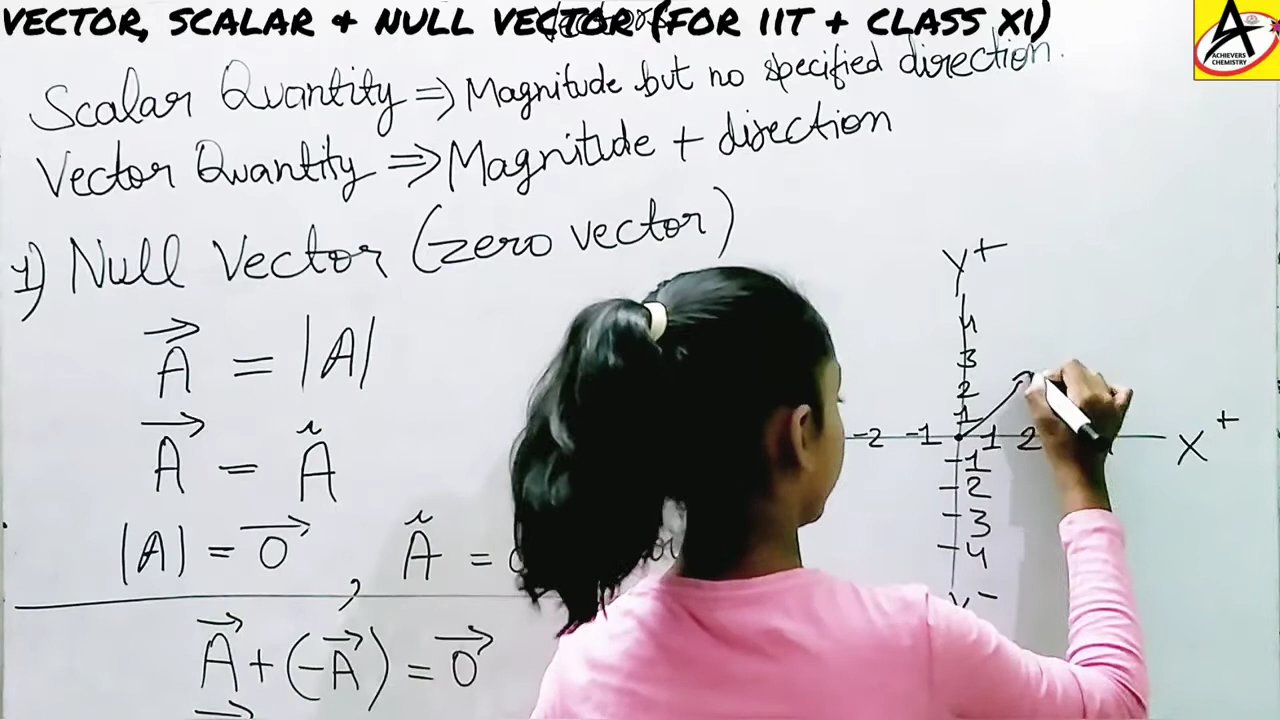 VECTOR, SCALAR & NULL VECTOR (FOR IIT + CLASS XI)
ACHIEVERS
CHEMISTRY
Scalar Quantity => Magnitude but no specified direction.
Vector Quantity => Magnitude + direction
1) Null Vector (zero vector)
A⃗ = |A|
A⃗ = Â
|A| = 0⃗ , Â =
A⃗ + (-A⃗) = 0⃗
Y+
4
3
2
1
-2 -1 1 2 X+
-1
-2
-3
-4
Y-